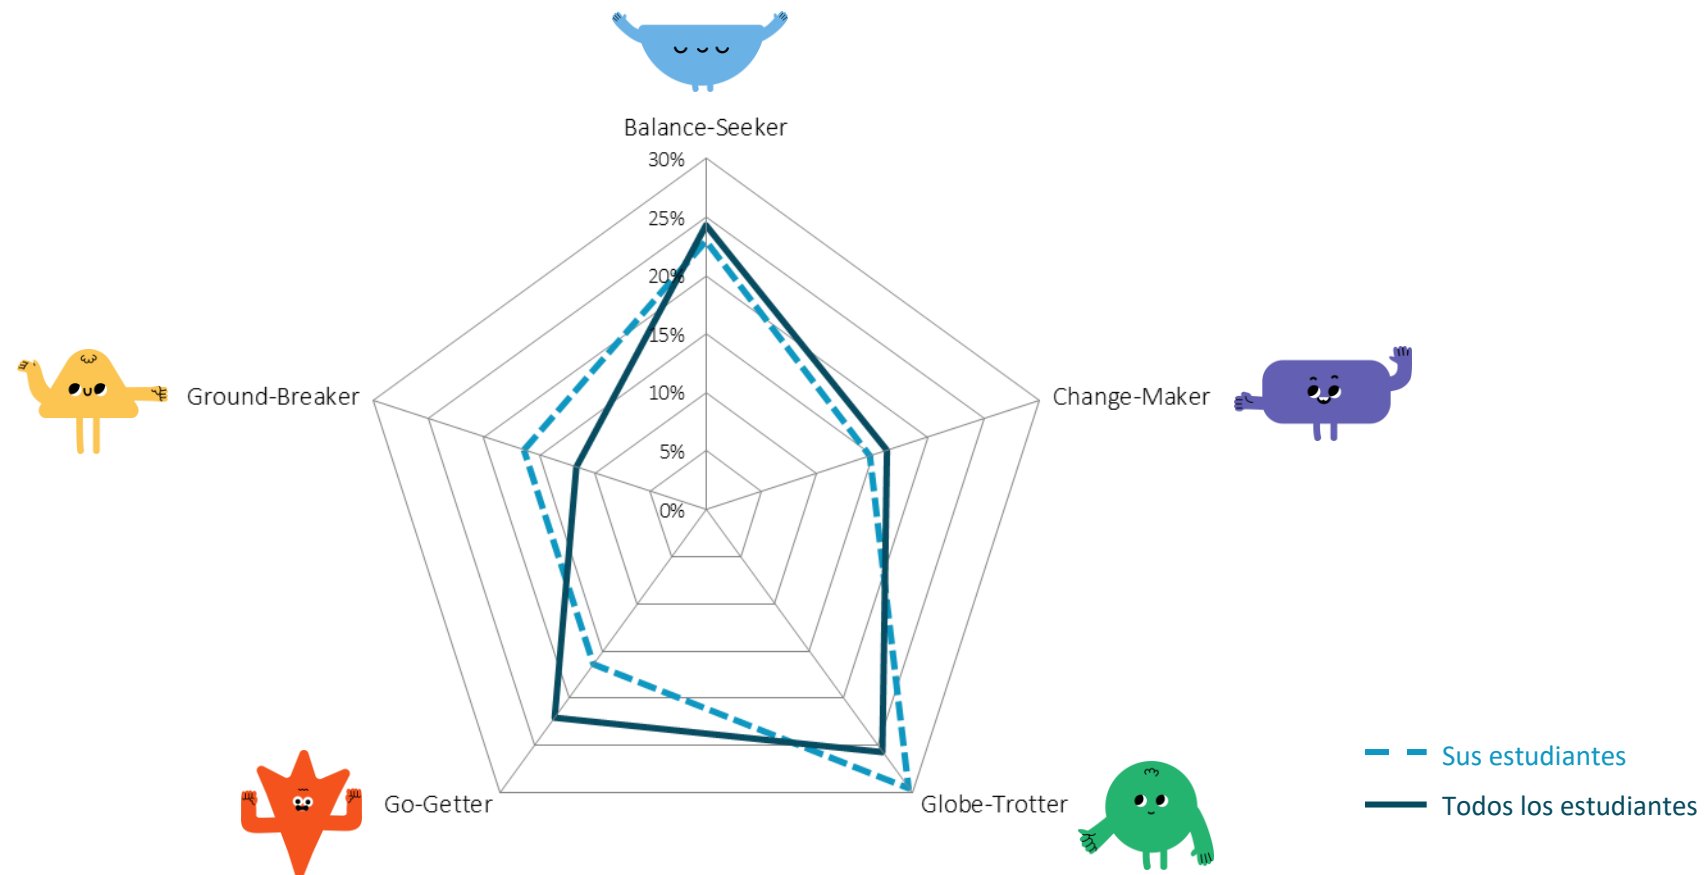 Balance-Seeker
30%
25%
20%
15%
10%
5%
0%
Ground-Breaker
Change-Maker
Go-Getter
Globe-Trotter
Sus estudiantes
Todos los estudiantes